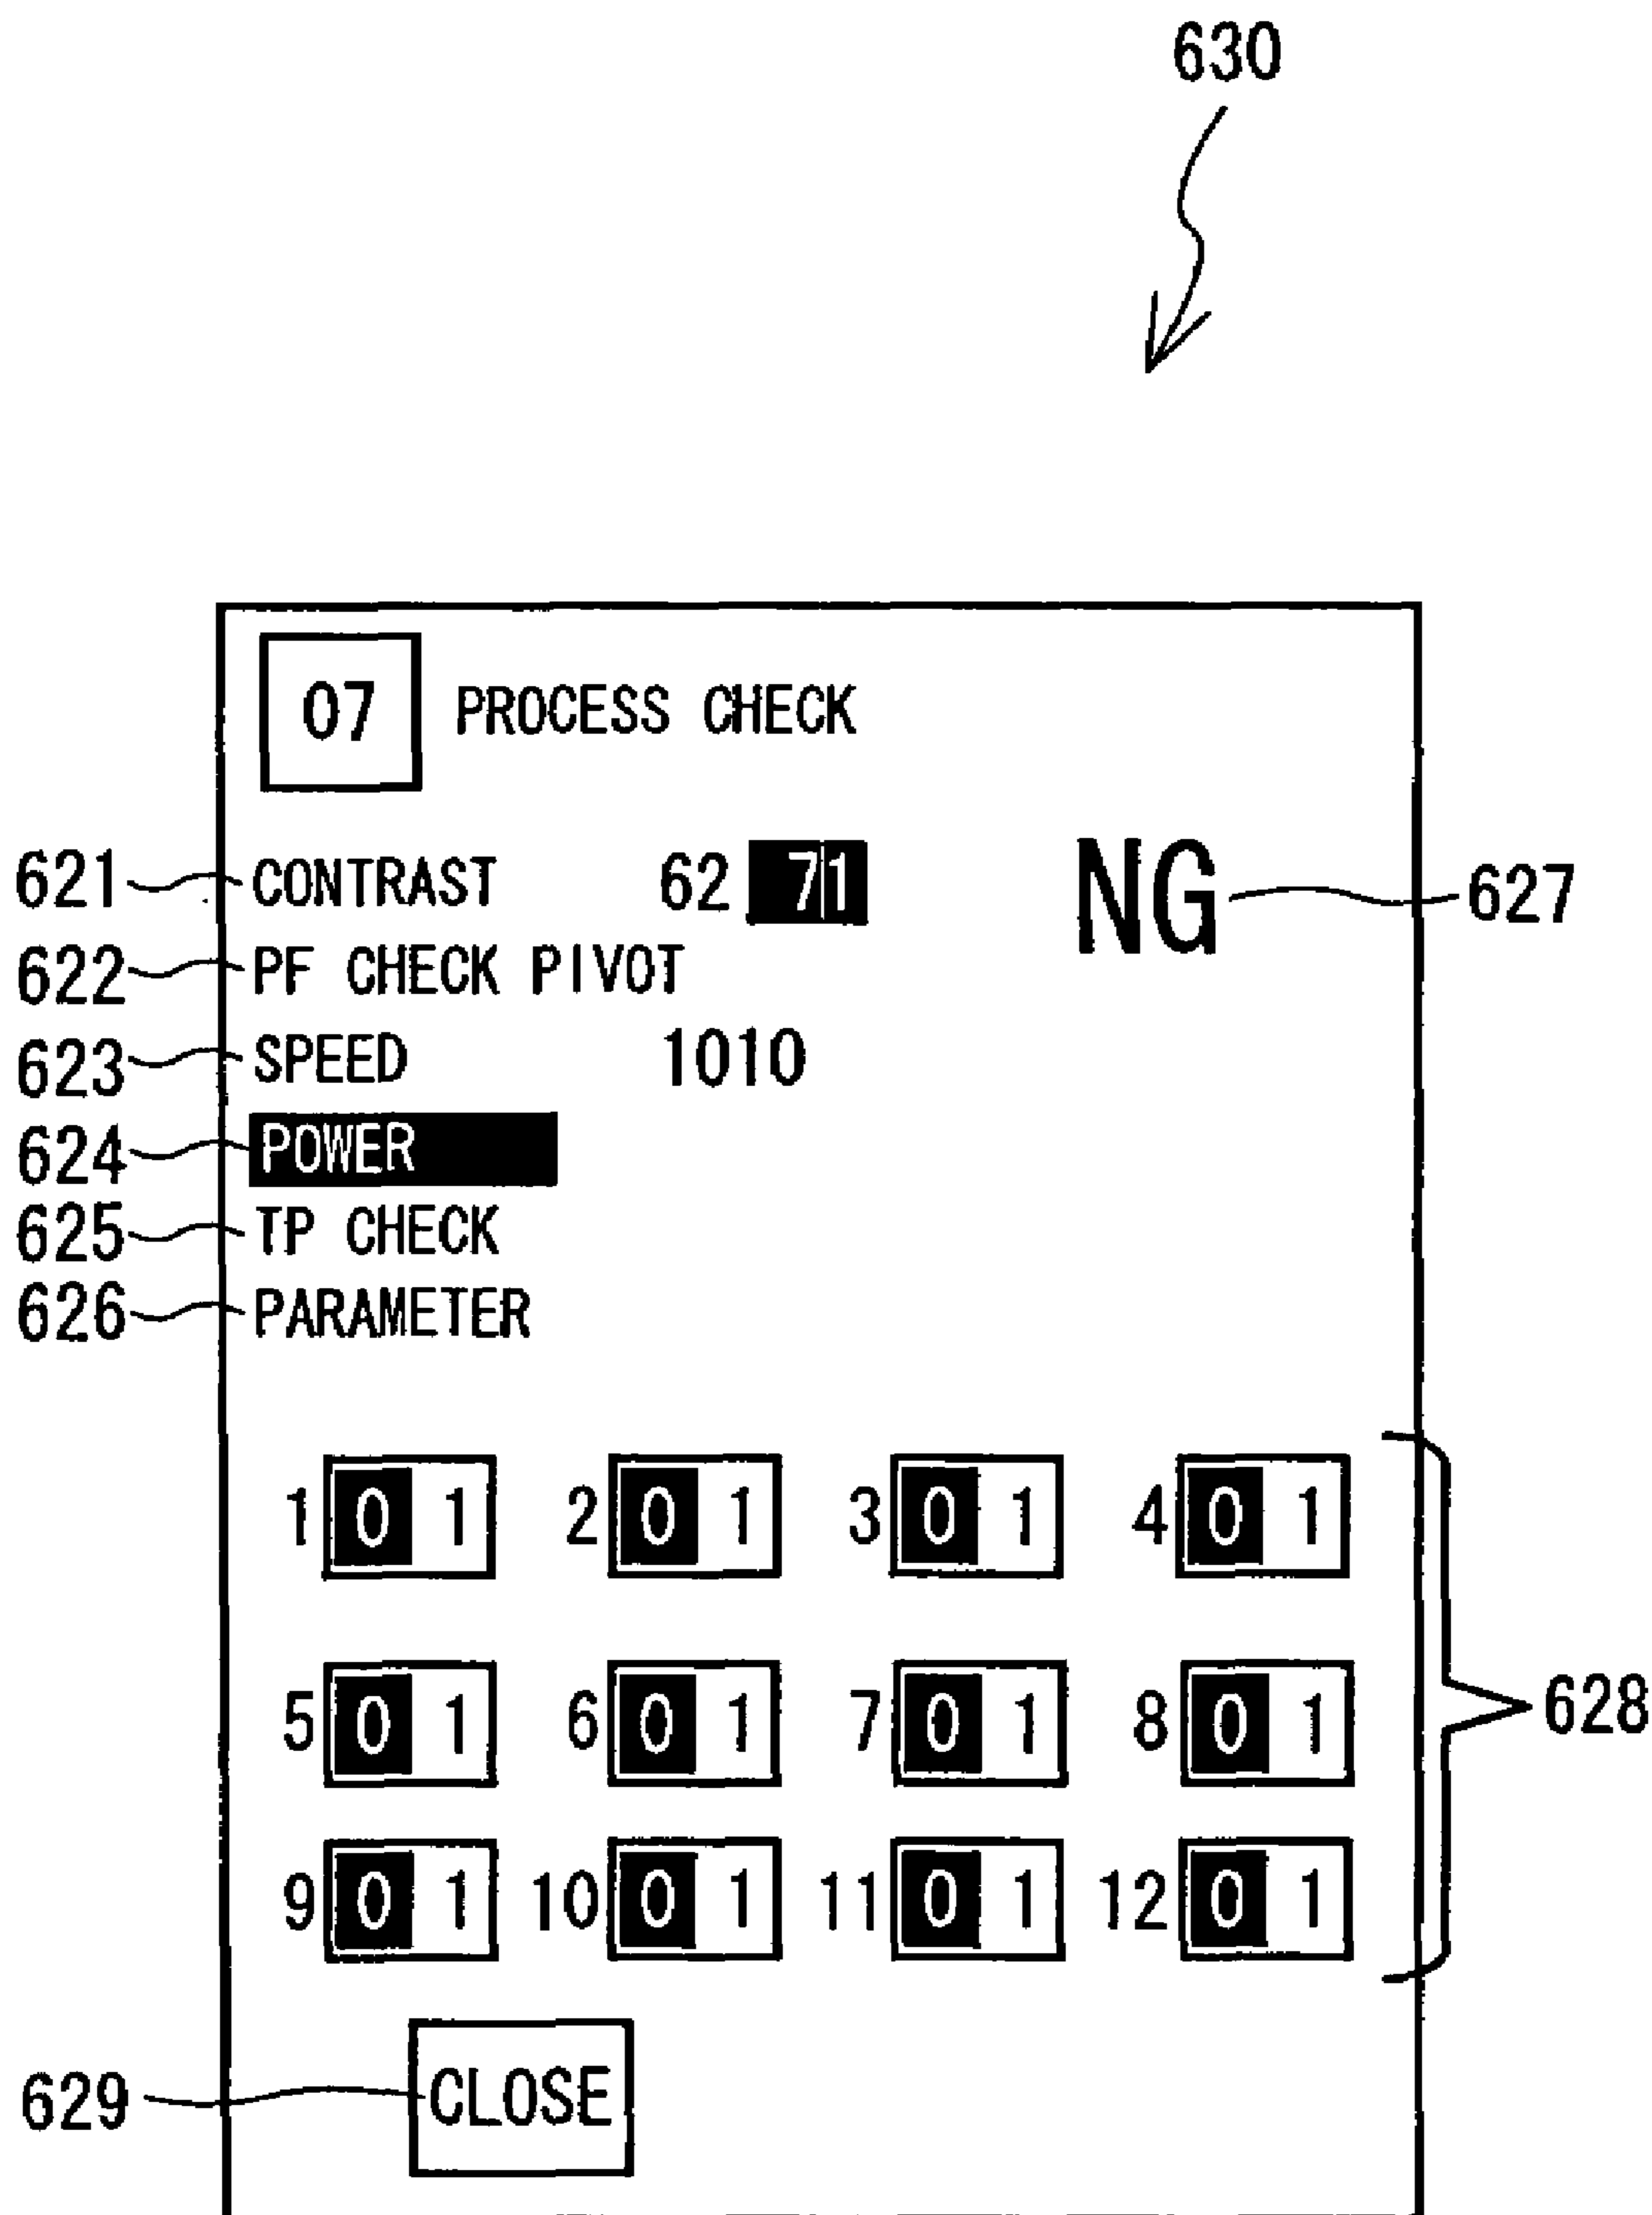 630
07 PROCESS CHECK
621 CONTRAST 62 71 NG 627
622 PF CHECK PIVOT
623 SPEED 1010
624 POWER
625 TP CHECK
626 PARAMETER
1 0 1 2 0 1 3 0 1 4 0 1
5 0 1 6 0 1 7 0 1 8 0 1 628
9 0 1 10 0 1 11 0 1 12 0 1
629 CLOSE